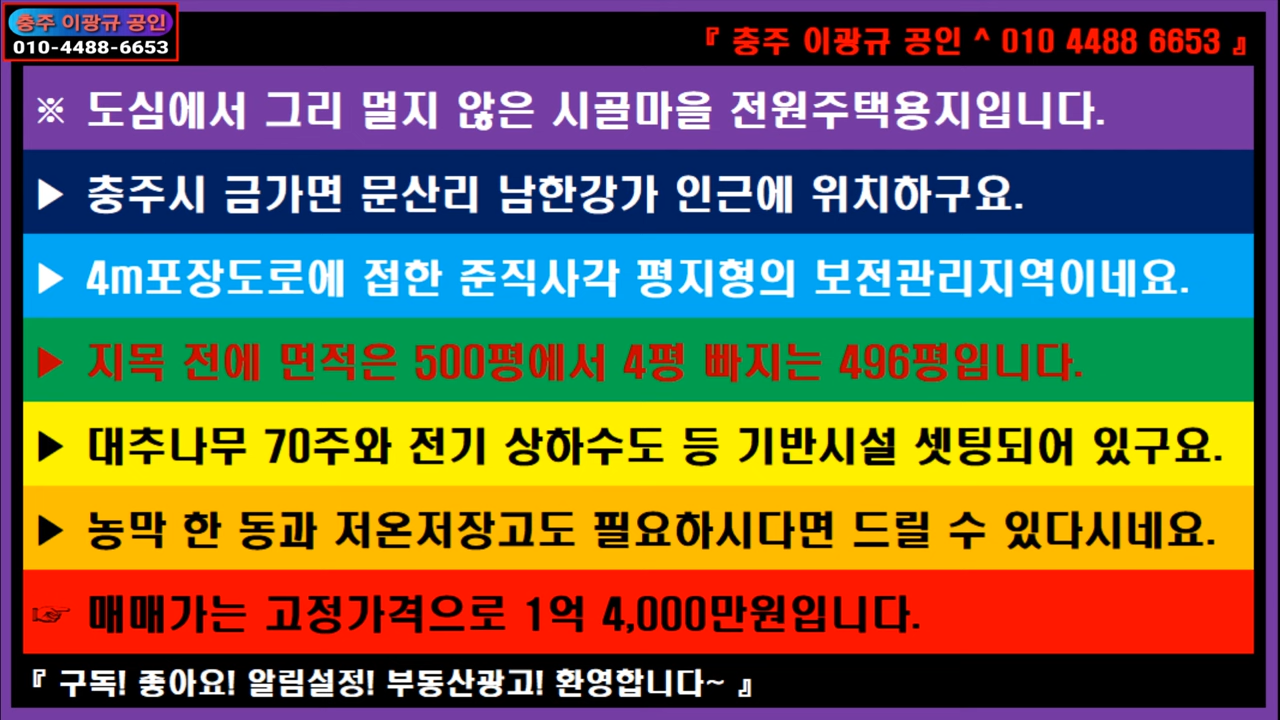 충주 이광규 공인
010-4488-6653
『 충주 이광규 공인 ^ 010 4488 6653 』
※ 도심에서 그리 멀지 않은 시골마을 전원주택용지입니다.
▶ 충주시 금가면 문산리 남한강가 인근에 위치하구요.
▶ 4m포장도로에 접한 준직사각 평지형의 보전관리지역이네요.
▶ 지목 전에 면적은 500평에서 4평 빠지는 496평입니다.
▶ 대추나무 70주와 전기 상하수도 등 기반시설 셋팅되어 있구요.
▶ 농막 한 동과 저온저장고도 필요하시다면 드릴 수 있다시네요.
☞ 매매가는 고정가격으로 1억 4,000만원입니다.
『 구독! 좋아요! 알림설정! 부동산광고! 환영합니다~ 』